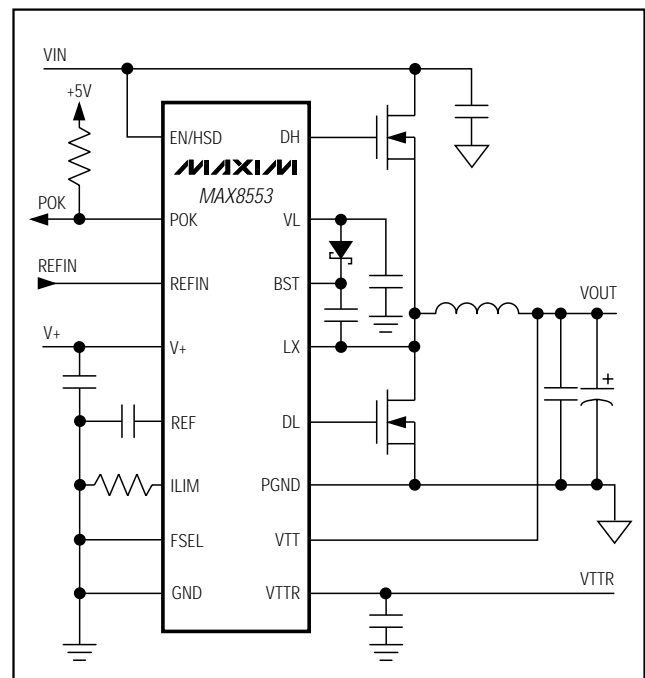 VIN
+5V
EN/HSD
DH
MAXIM
MAX8553
POK
POK
VL
REFIN
REFIN
BST
VOUT
V+
V+
LX
+
REF
DL
ILIM
PGND
FSEL
VTT
GND
VTTR
VTTR